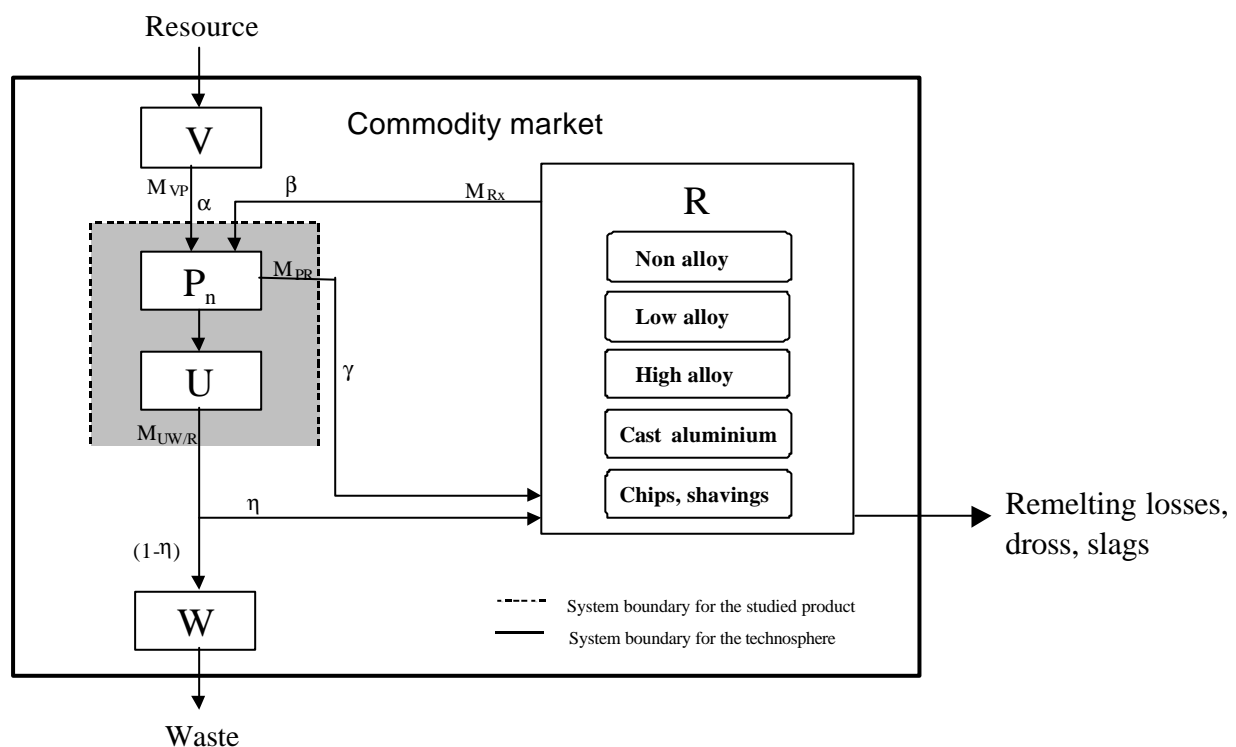 Resource
Commodity market
V
M VP
α
β
M Rx
R
Non alloy
P n
M PR
Low alloy
High alloy
U
γ
M UW/R
Cast aluminium
Chips, shavings
η
Remelting losses,
dross, slags
(1-η)
W
System boundary for the studied product
System boundary for the technosphere
Waste